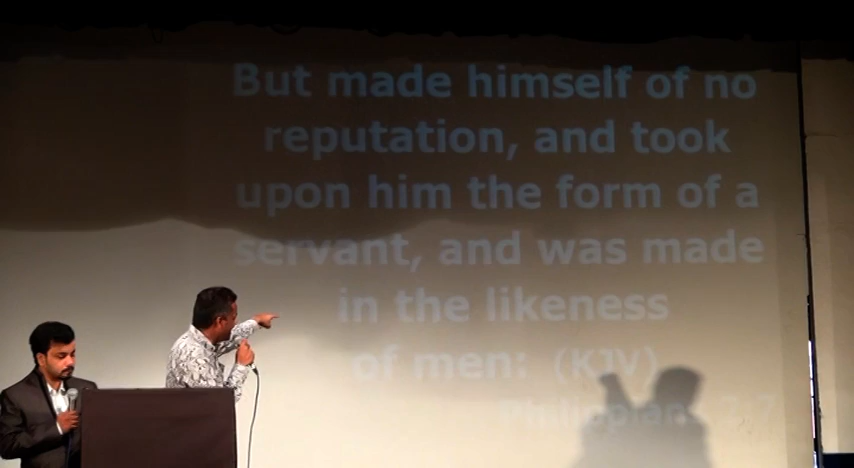 But made himself of no
reputation, and took
upon him the form of a
servant, and was made
in the likeness
of men: (KJV)